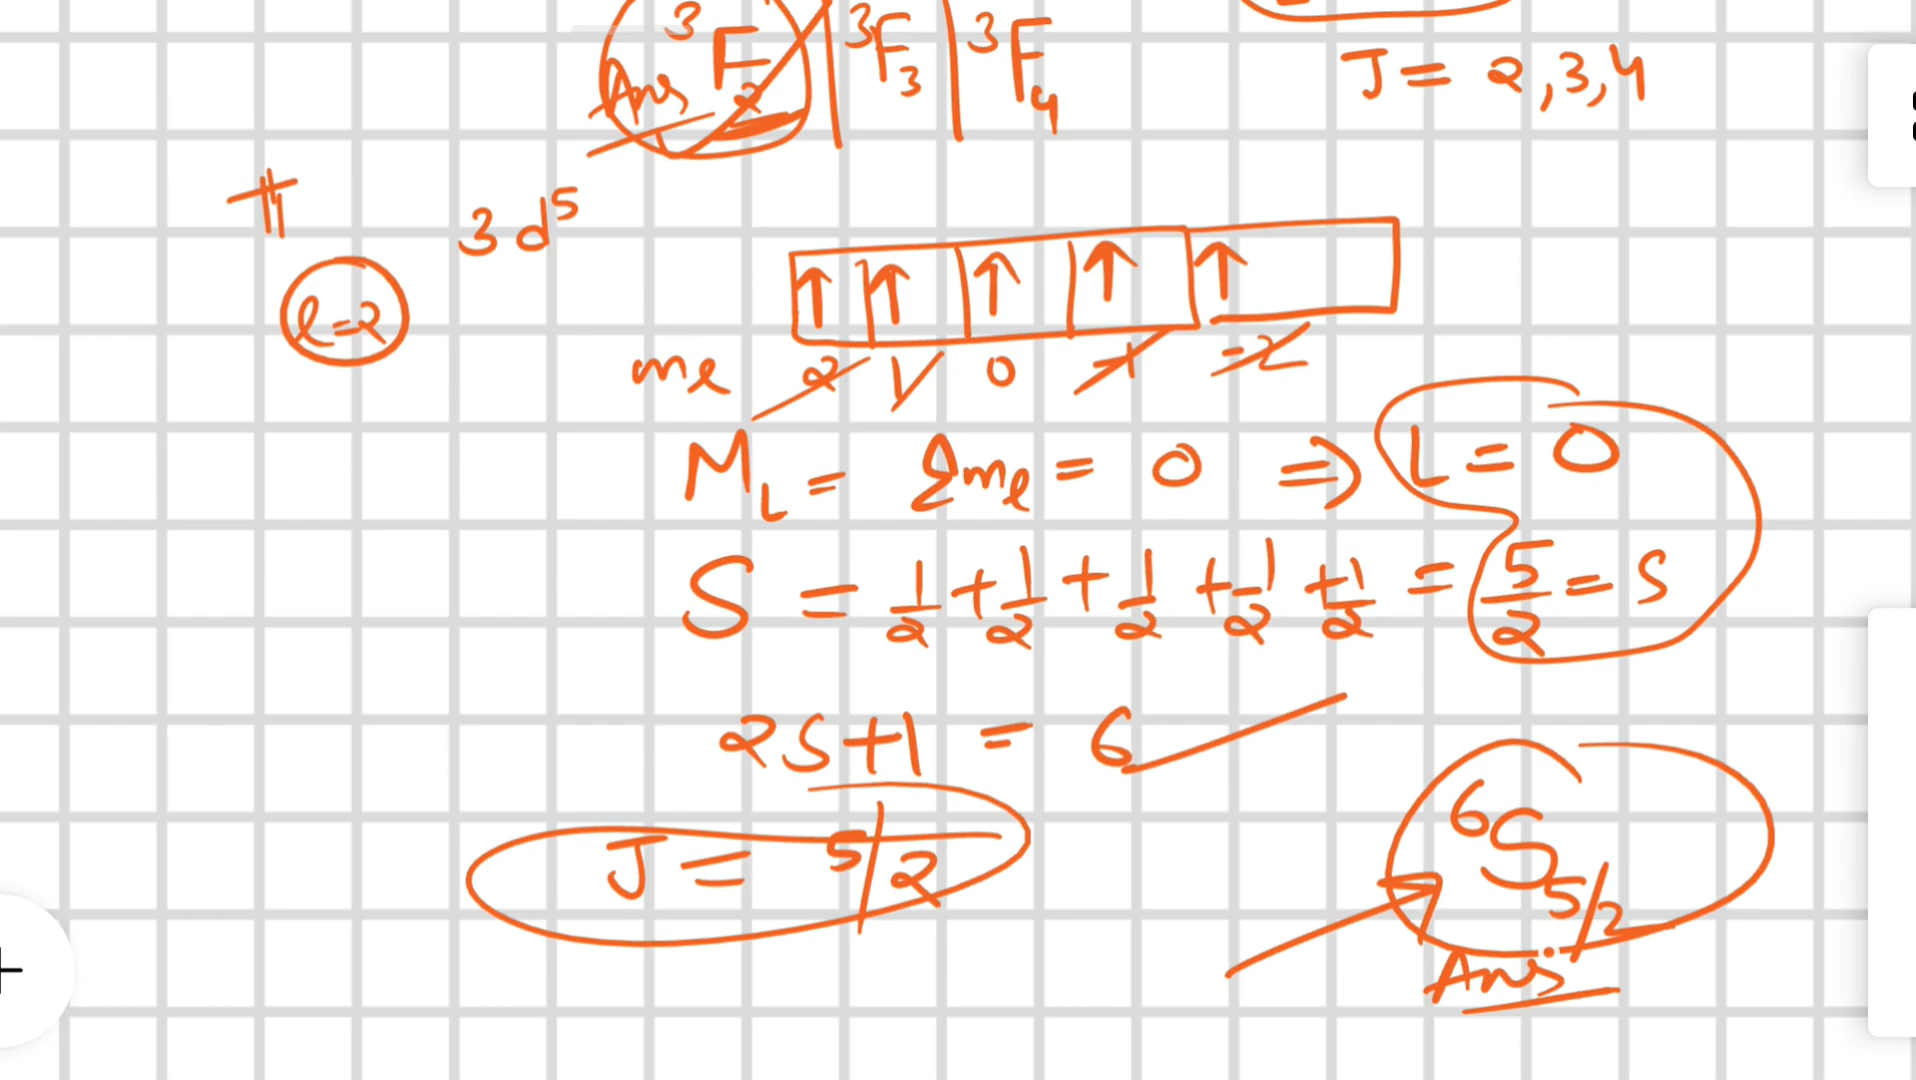 ³F₂ | ³F₃ | ³F₄
Ans
J = 2,3,4
II 3d⁵
l=2
↑ ↑ ↑ ↑ ↑
ml 2 1 0 -1 -2
M_L = Σml = 0 ⇒ L = 0
S = 1/2 + 1/2 + 1/2 + 1/2 + 1/2 = 5/2 = S
2S+1 = 6
J = 5/2
⁶S₅/₂
Ans